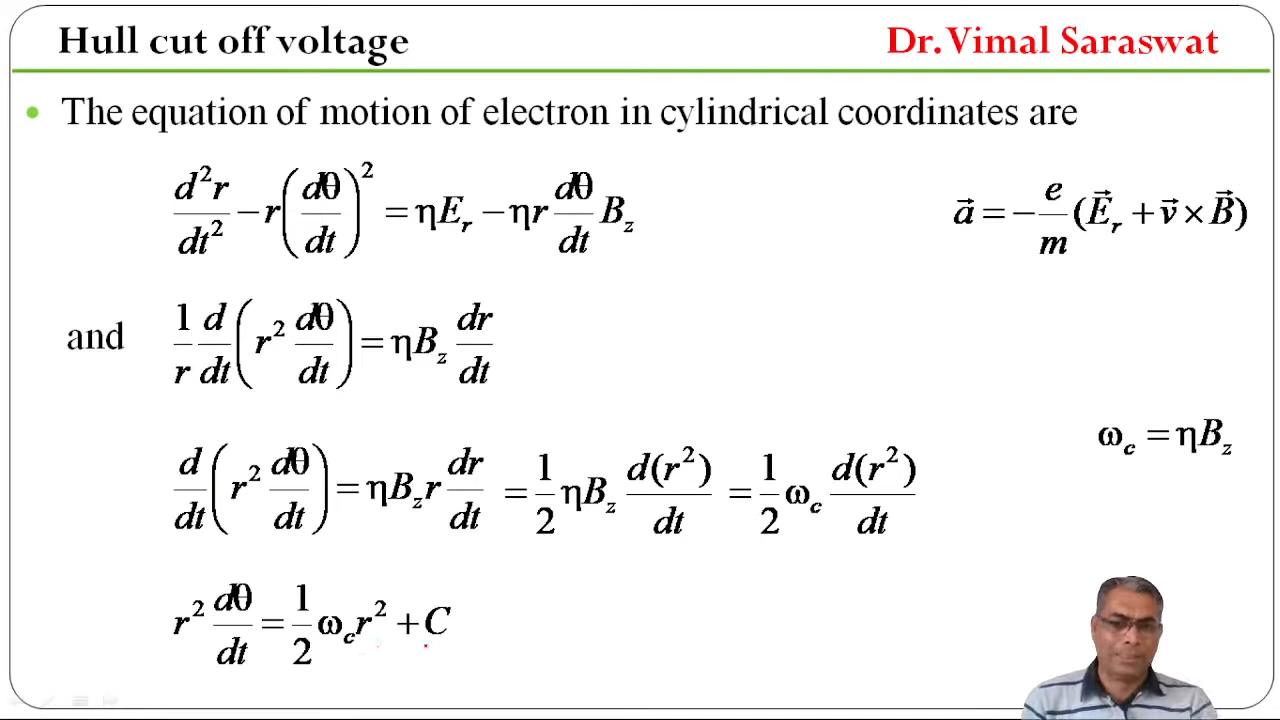 Hull cut off voltage
Dr. Vimal Saraswat
• The equation of motion of electron in cylindrical coordinates are
d²r/dt² − r(dθ/dt)² = ηE_r − ηr dθ/dt B_z
a⃗ = − e/m (E⃗_r + v⃗ × B⃗)
and 1/r d/dt (r² dθ/dt) = ηB_z dr/dt
ω_c = ηB_z
d/dt (r² dθ/dt) = ηB_z r dr/dt = 1/2 ηB_z d(r²)/dt = 1/2 ω_c d(r²)/dt
r² dθ/dt = 1/2 ω_c r² + C